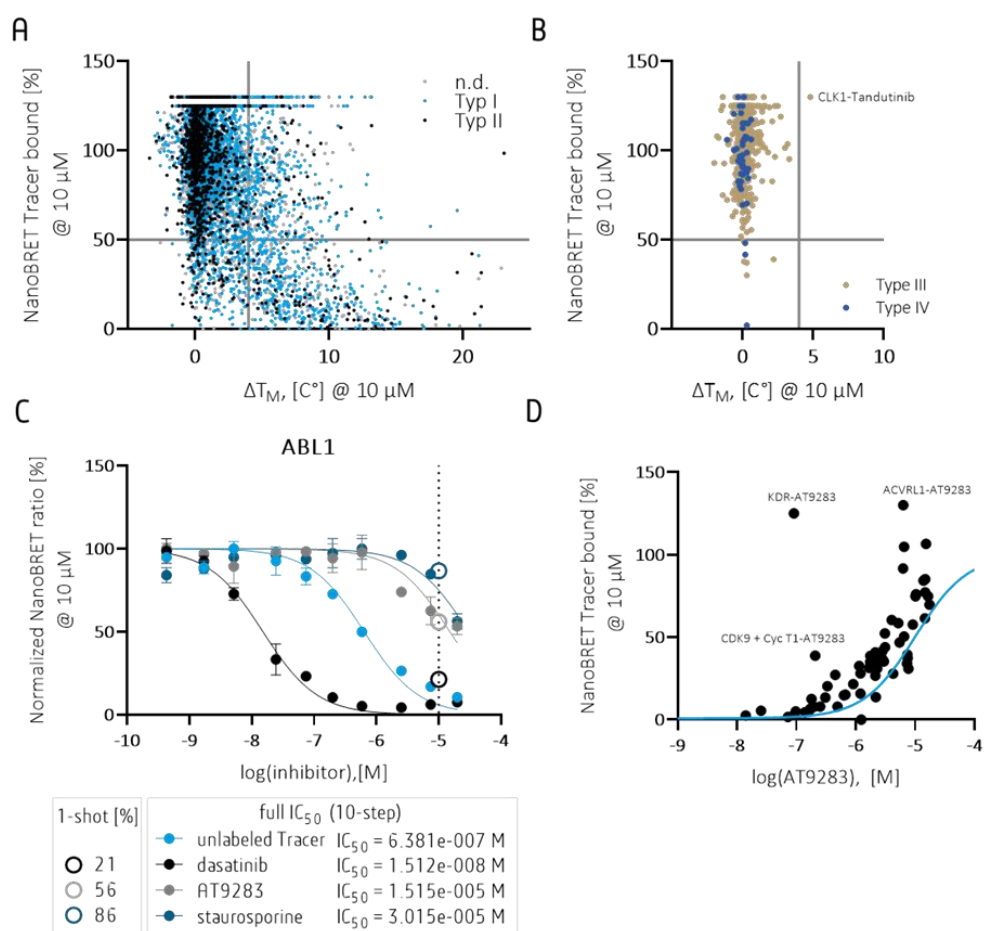 A
NanoBRET Tracer bound [%]
@ 10 µM
150
100
50
0
0
10
20
ΔTM, [C°] @ 10 µM
n.d.
Typ I
Typ II
B
NanoBRET Tracer bound [%]
@ 10 µM
150
100
50
0
0
5
10
ΔTM, [C°] @ 10 µM
CLK1-Tandutinib
Type III
Type IV
C
ABL1
Normalized NanoBRET ratio [%]
@ 10 µM
150
100
50
0
-10
-9
-8
-7
-6
-5
-4
log(inhibitor),[M]
1-shot [%]
21
56
86
full IC50 (10-step)
unlabeled Tracer IC50 = 6.381e-007 M
dasatinib IC50 = 1.512e-008 M
AT9283 IC50 = 1.515e-005 M
staurosporine IC50 = 3.015e-005 M
D
NanoBRET Tracer bound [%]
@ 10 µM
150
100
50
0
-9
-8
-7
-6
-5
-4
log(AT9283), [M]
KDR-AT9283
ACVRL1-AT9283
CDK9 + Cyc T1-AT9283